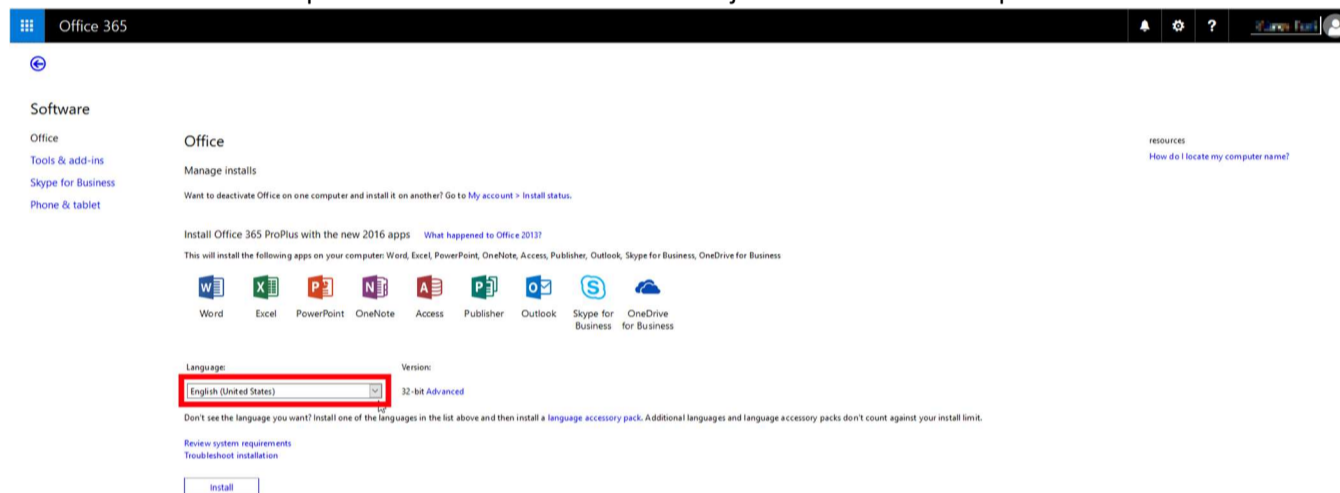 Office 365
?
Software
Office
Tools & add-ins
Skype for Business
Phone & tablet
Office
Manage installs
Want to deactivate Office on one computer and install it on another? Go to My account > Install status.
Install Office 365 ProPlus with the new 2016 apps What happened to Office 2013?
This will install the following apps on your computer: Word, Excel, PowerPoint, OneNote, Access, Publisher, Outlook, Skype for Business, OneDrive for Business
Word Excel PowerPoint OneNote Access Publisher Outlook Skype for Business OneDrive for Business
Language: Version:
English (United States) 32-bit Advanced
Don't see the language you want? Install one of the languages in the list above and then install a language accessory pack. Additional languages and language accessory packs don't count against your install limit.
Review system requirements
Troubleshoot installation
Install
resources
How do I locate my computer name?